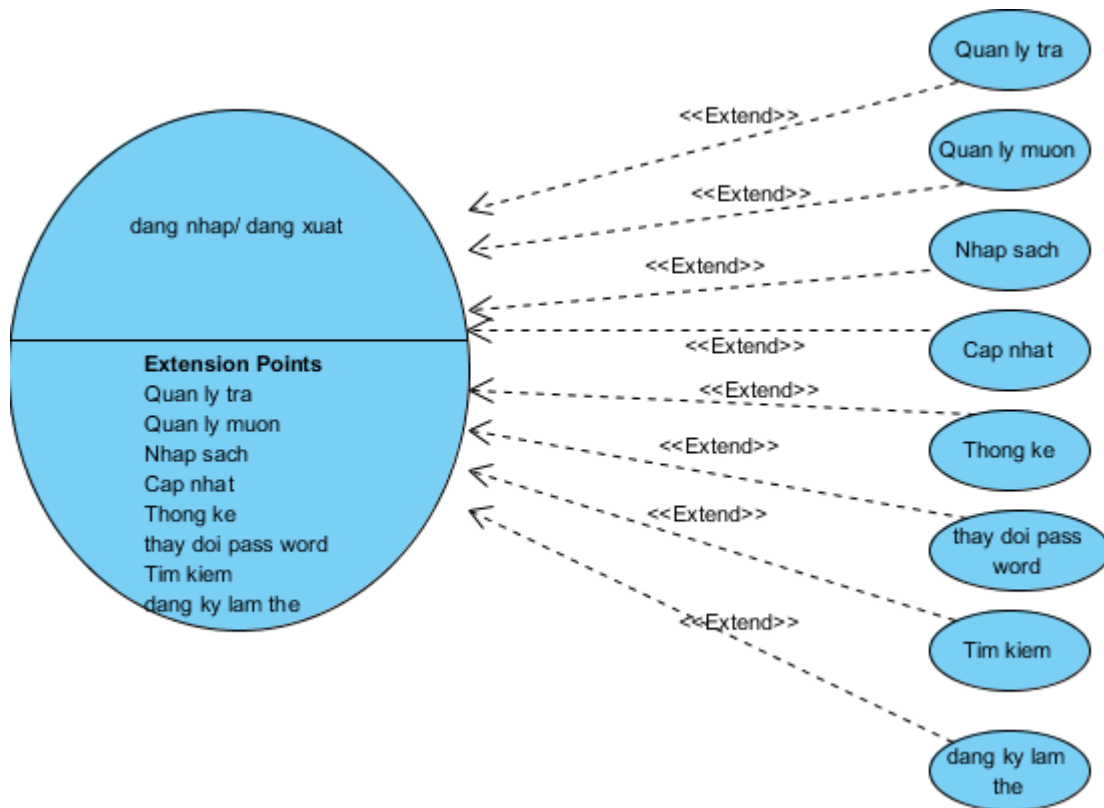 dang nhap/ dang xuat
Extension Points
Quan ly tra
Quan ly muon
Nhap sach
Cap nhat
Thong ke
thay doi pass word
Tim kiem
dang ky lam the
<<Extend>>
<<Extend>>
<<Extend>>
<<Extend>>
<<Extend>>
<<Extend>>
<<Extend>>
<<Extend>>
Quan ly tra
Quan ly muon
Nhap sach
Cap nhat
Thong ke
thay doi pass
word
Tim kiem
dang ky lam
the